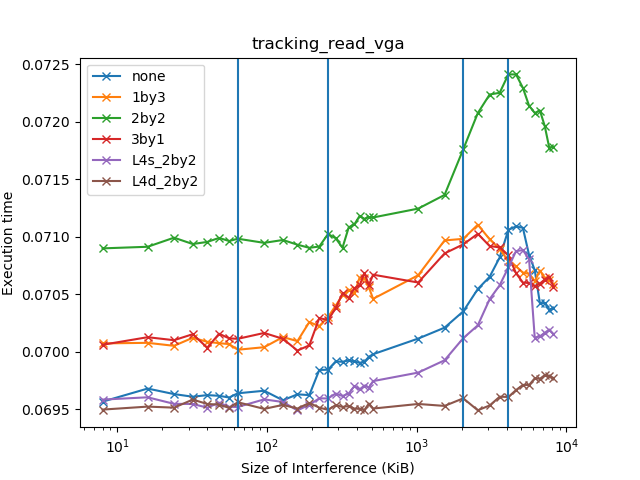 tracking_read_vga
0.0725
0.0720
0.0715
0.0710
0.0705
0.0700
0.0695
Execution time
none
1by3
2by2
3by1
L4s_2by2
L4d_2by2
10¹ 10² 10³ 10⁴
Size of Interference (KiB)